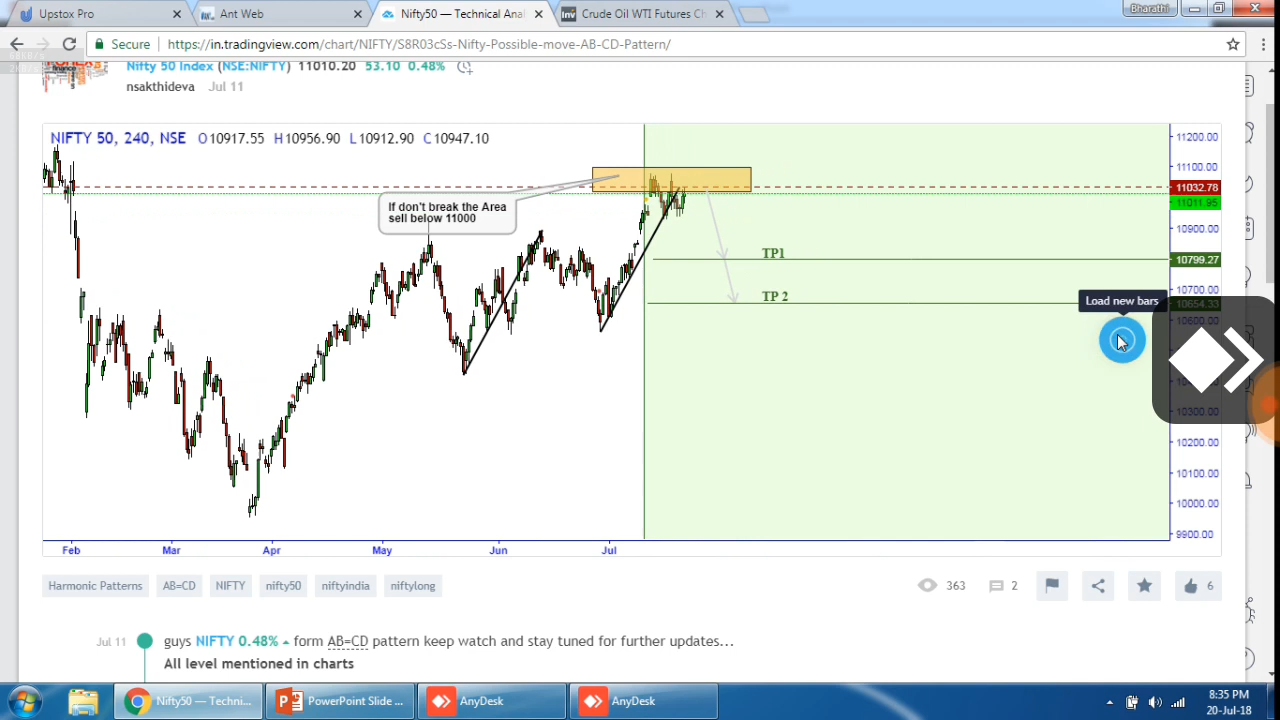 Upstox Pro
Ant Web
Nifty50 — Technical Anal
Crude Oil WTI Futures Ch
Bharathi
Secure
https://in.tradingview.com/chart/NIFTY/S8R03cSs-Nifty-Possible-move-AB-CD-Pattern/
Nifty 50 Index (NSE:NIFTY) 11010.20 53.10 0.48%
nsakthideva Jul 11
NIFTY 50, 240, NSE O10917.55 H10956.90 L10912.90 C10947.10
11200.00
11100.00
11032.78
11011.95
10900.00
10799.27
10700.00
10654.33
10600.00
10300.00
10200.00
10100.00
10000.00
9900.00
If don't break the Area
sell below 11000
TP1
TP 2
Load new bars
Feb Mar Apr May Jun Jul
Harmonic Patterns AB=CD NIFTY nifty50 niftyindia niftylong
363 2 6
Jul 11 guys NIFTY 0.48% form AB=CD pattern keep watch and stay tuned for further updates...
All level mentioned in charts
Nifty50 — Techni...
PowerPoint Slide ...
AnyDesk
AnyDesk
8:35 PM
20-Jul-18